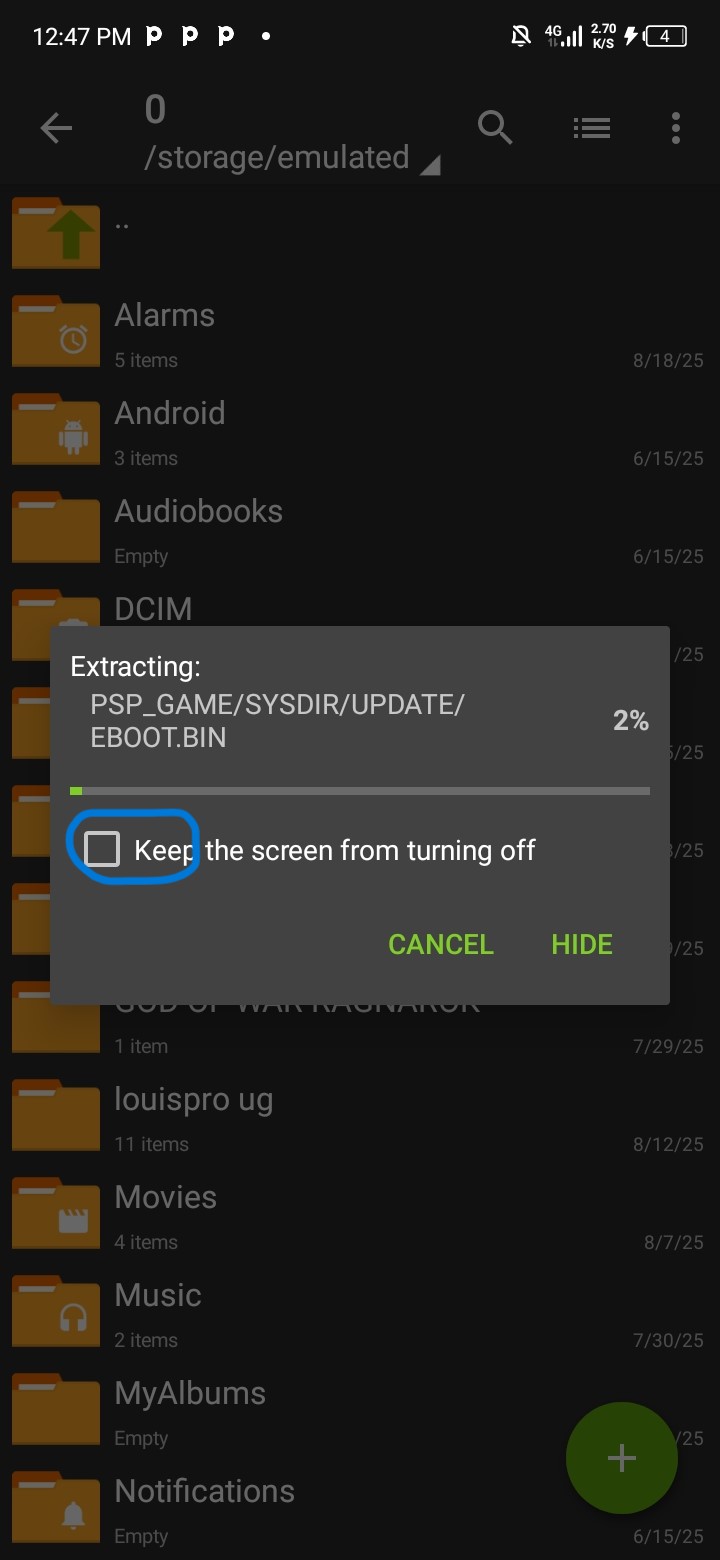 12:47 PM
4G 2.70 K/S 4
0
/storage/emulated
..
Alarms
5 items 8/18/25
Android
3 items 6/15/25
Audiobooks
Empty 6/15/25
DCIM
/25
Extracting:
PSP_GAME/SYSDIR/UPDATE/
EBOOT.BIN
2%
Keep the screen from turning off
CANCEL HIDE
GOD OF WAR RAGNAROK
1 item 7/29/25
louispro ug
11 items 8/12/25
Movies
4 items 8/7/25
Music
2 items 7/30/25
MyAlbums
Empty /25
Notifications
Empty 6/15/25